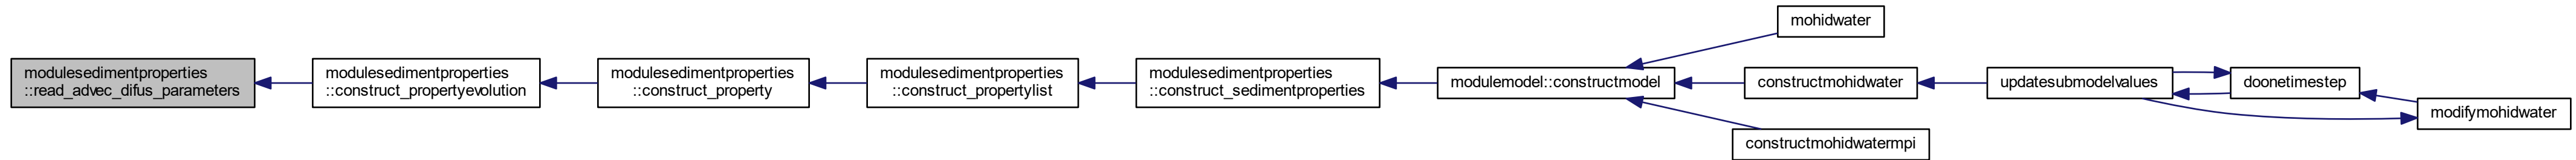 modulesedimentproperties
::read_advec_difus_parameters
modulesedimentproperties
::construct_propertyevolution
modulesedimentproperties
::construct_property
modulesedimentproperties
::construct_propertylist
modulesedimentproperties
::construct_sedimentproperties
modulemodel::constructmodel
mohidwater
constructmohidwater
constructmohidwatermpi
updatesubmodelvalues
doonetimestep
modifymohidwater